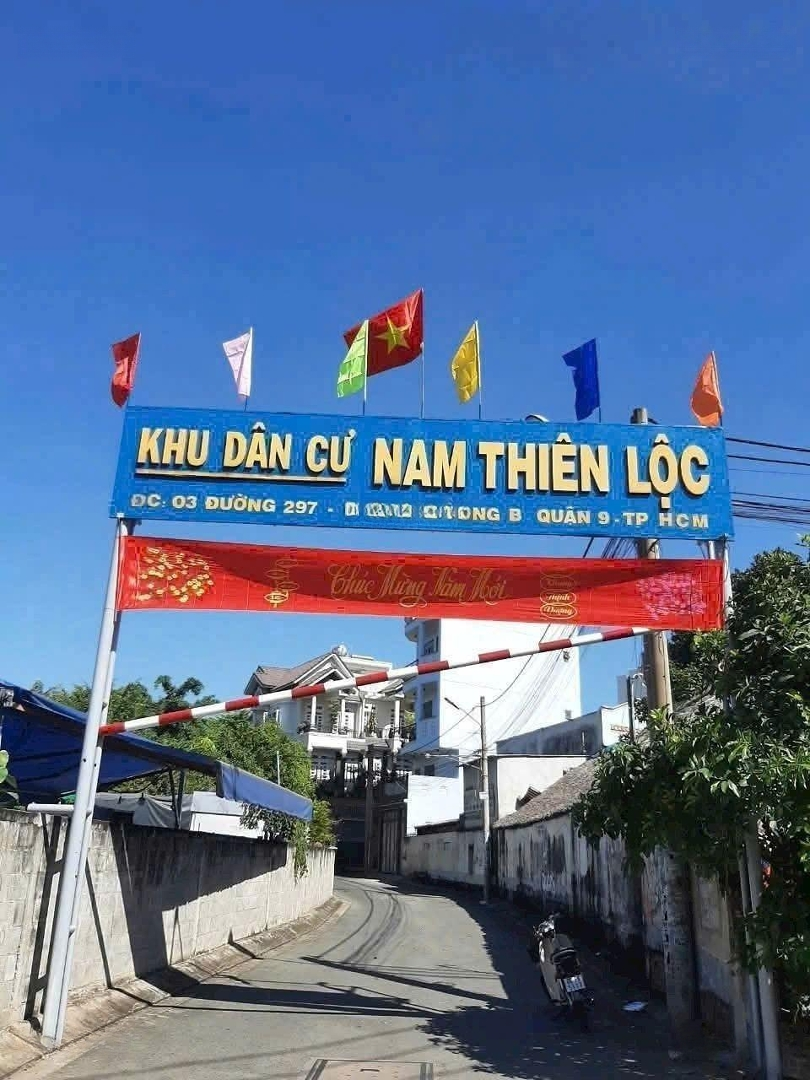 KHU DÂN CƯ NAM THIÊN LỘC
ĐC: 03 ĐƯỜNG 297 - B QUẬN 9-TP HCM
Chúc Mừng Năm Mới